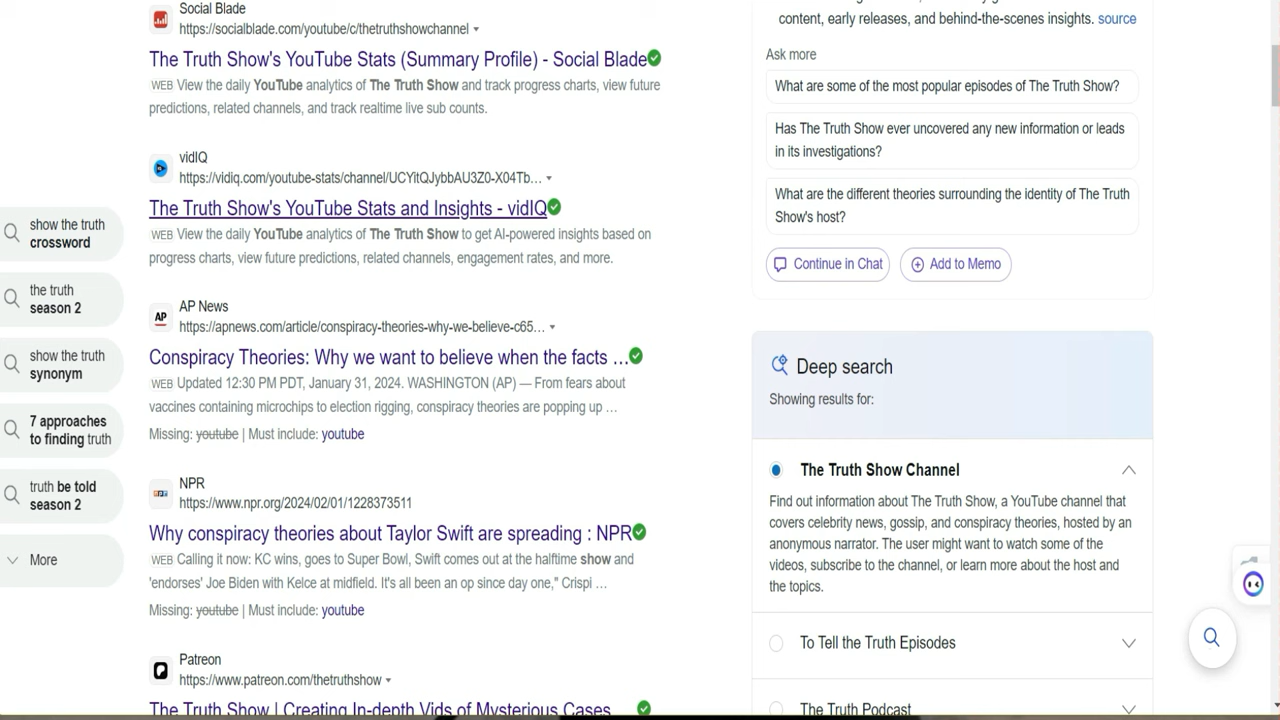 Social Blade
https://socialblade.com/youtube/c/thetruthshowchannel
The Truth Show's YouTube Stats (Summary Profile) - Social Blade
WEB View the daily YouTube analytics of The Truth Show and track progress charts, view future
predictions, related channels, and track realtime live sub counts.
vidIQ
https://vidiq.com/youtube-stats/channel/UCYitQJybbAU3Z0-X04Tb…
The Truth Show's YouTube Stats and Insights - vidIQ
WEB View the daily YouTube analytics of The Truth Show to get AI-powered insights based on
progress charts, view future predictions, related channels, engagement rates, and more.
AP
AP News
https://apnews.com/article/conspiracy-theories-why-we-believe-c65…
Conspiracy Theories: Why we want to believe when the facts …
WEB Updated 12:30 PM PDT, January 31, 2024. WASHINGTON (AP) — From fears about
vaccines containing microchips to election rigging, conspiracy theories are popping up …
Missing: youtube | Must include: youtube
NPR
https://www.npr.org/2024/02/01/1228373511
Why conspiracy theories about Taylor Swift are spreading : NPR
WEB Calling it now: KC wins, goes to Super Bowl, Swift comes out at the halftime show and
'endorses' Joe Biden with Kelce at midfield. It's all been an op since day one," Crispi …
Missing: youtube | Must include: youtube
Patreon
https://www.patreon.com/thetruthshow
The Truth Show | Creating In-depth Vids of Mysterious Cases
show the truth
crossword
the truth
season 2
show the truth
synonym
7 approaches
to finding truth
truth be told
season 2
More
content, early releases, and behind-the-scenes insights. source
Ask more
What are some of the most popular episodes of The Truth Show?
Has The Truth Show ever uncovered any new information or leads
in its investigations?
What are the different theories surrounding the identity of The Truth
Show's host?
Continue in Chat
Add to Memo
Deep search
Showing results for:
The Truth Show Channel
Find out information about The Truth Show, a YouTube channel that
covers celebrity news, gossip, and conspiracy theories, hosted by an
anonymous narrator. The user might want to watch some of the
videos, subscribe to the channel, or learn more about the host and
the topics.
To Tell the Truth Episodes
The Truth Podcast